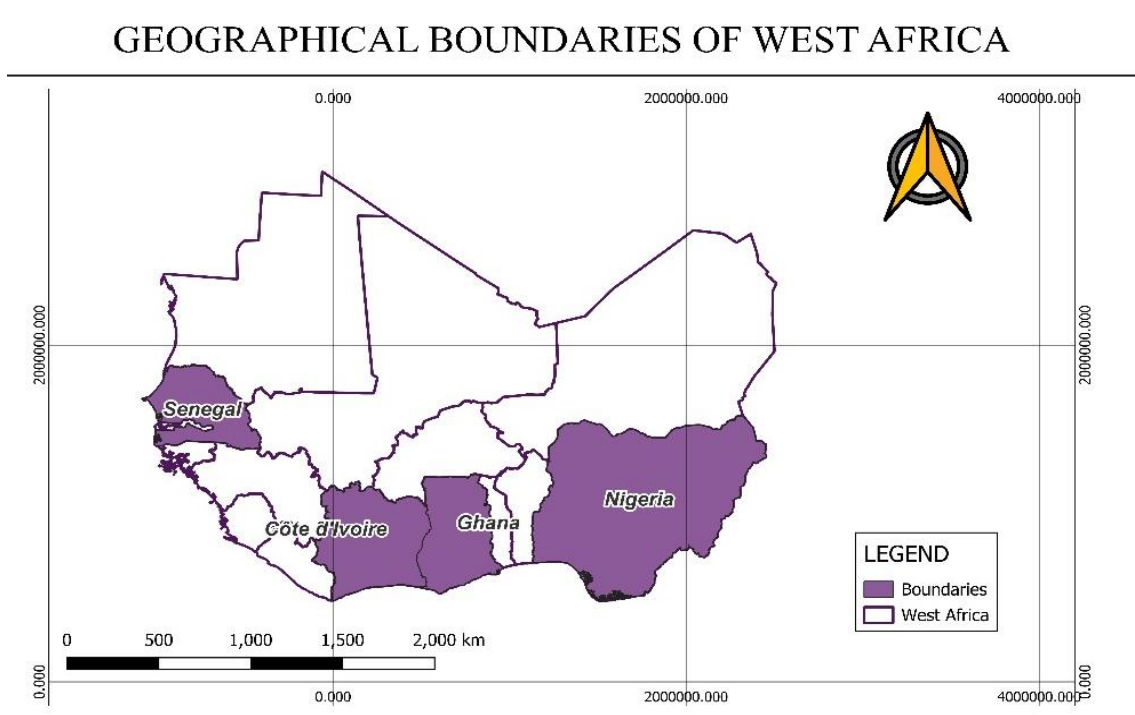 GEOGRAPHICAL BOUNDARIES OF WEST AFRICA
0.000 2000000.000 4000000.000
2000000.000 2000000.000
Senegal
Nigeria
Ghana
Côte d'Ivoire
LEGEND
Boundaries
West Africa
0 500 1,000 1,500 2,000 km
0.000 0.000
0.000 2000000.000 4000000.000